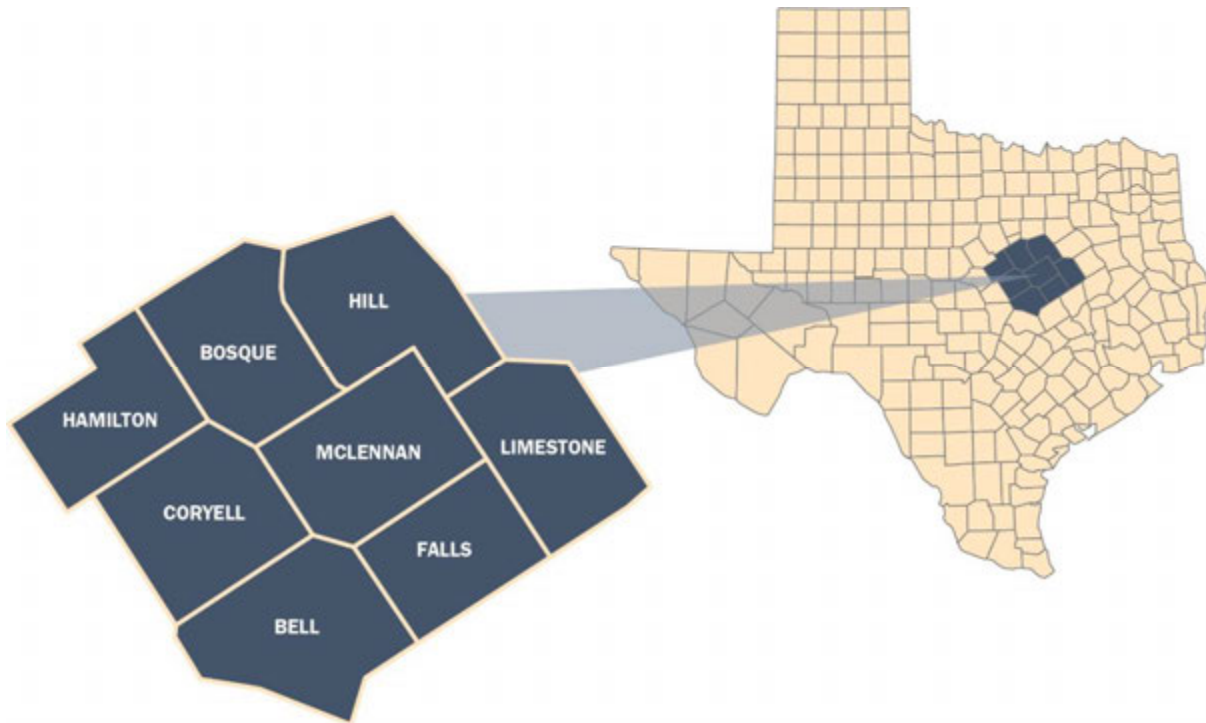 HILL
BOSQUE
HAMILTON
MCLENNAN
LIMESTONE
CORYELL
FALLS
BELL